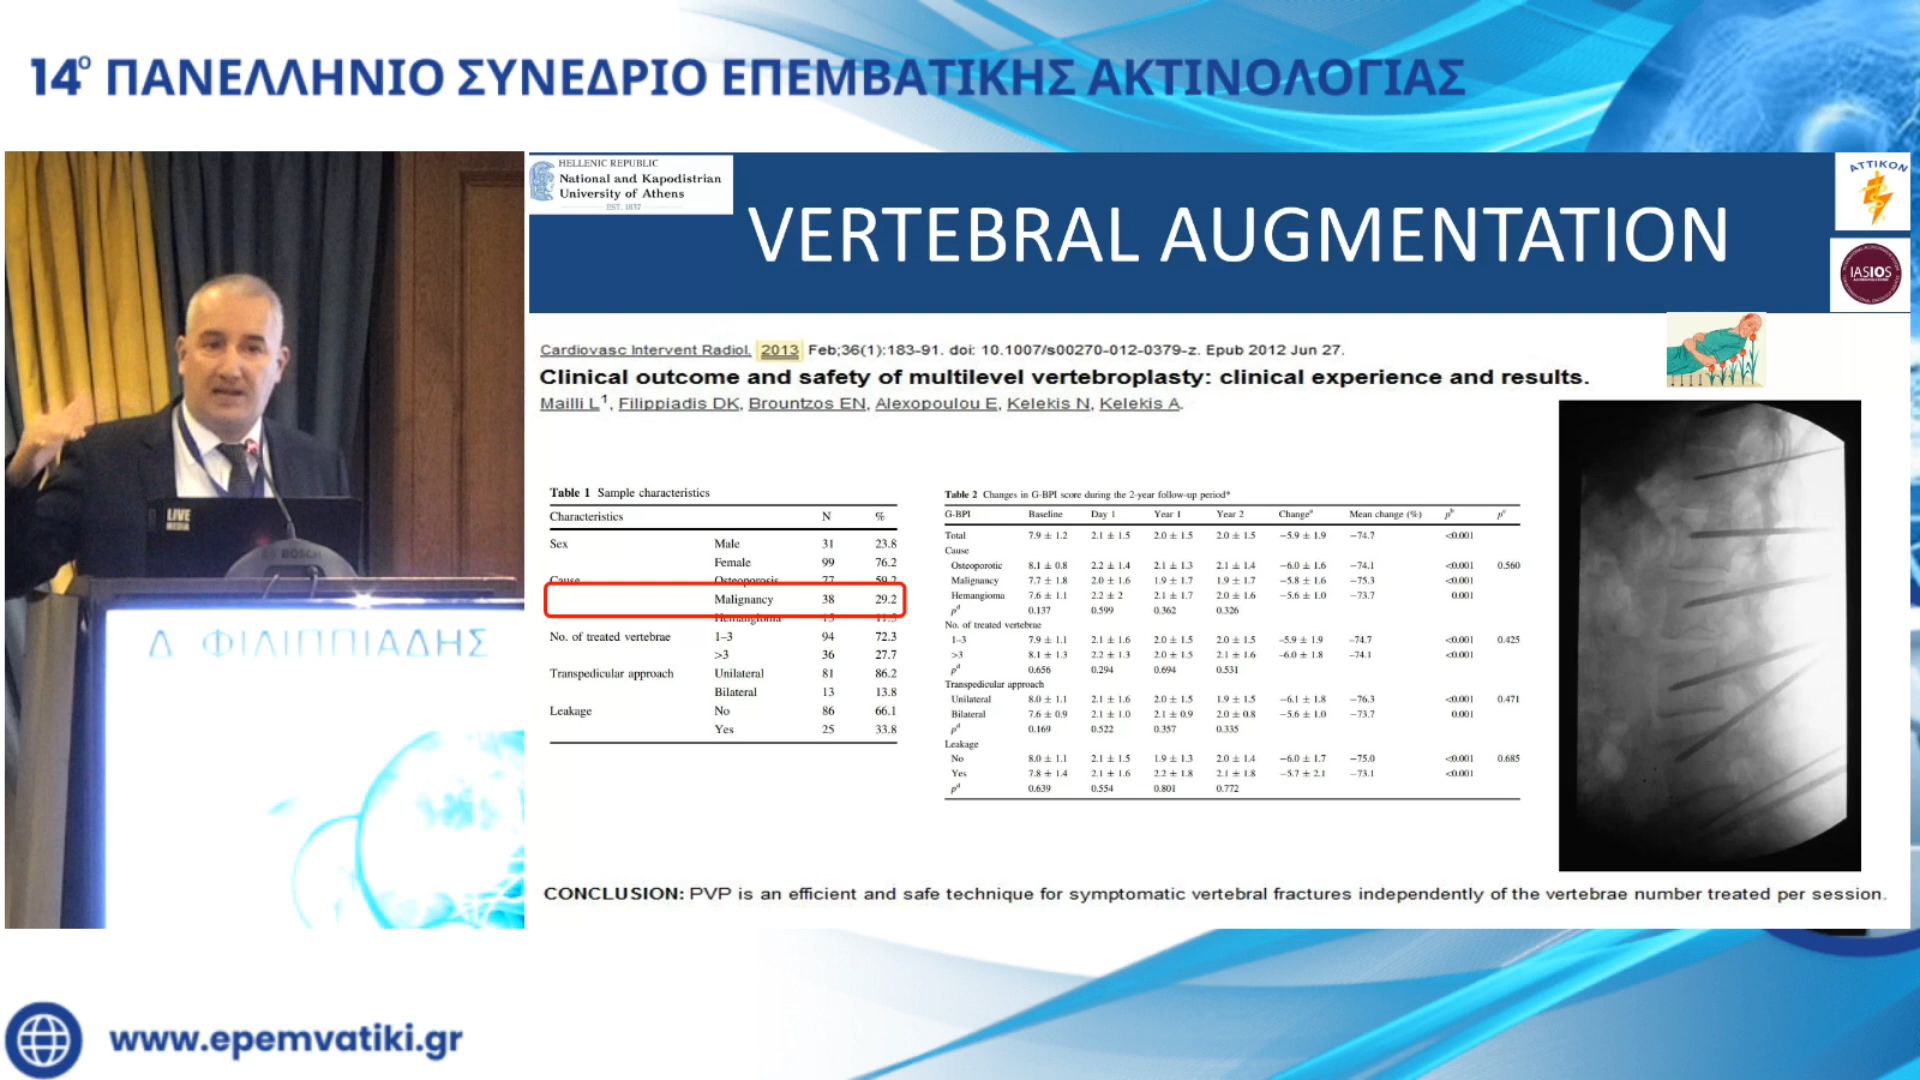 14ο ΠΑΝΕΛΛΗΝΙΟ ΣΥΝΕΔΡΙΟ ΕΠΕΜΒΑΤΙΚΗΣ ΑΚΤΙΝΟΛΟΓΙΑΣ
HELLENIC REPUBLIC
National and Kapodistrian
University of Athens
EST. 1837
VERTEBRAL AUGMENTATION
ΑΤΤΙΚΟΝ
IASIOS
Cardiovasc Intervent Radiol. 2013 Feb;36(1):183-91. doi: 10.1007/s00270-012-0379-z. Epub 2012 Jun 27.
Clinical outcome and safety of multilevel vertebroplasty: clinical experience and results.
Mailli L1, Filippiadis DK, Brountzos EN, Alexopoulou E, Kelekis N, Kelekis A.
Table 1 Sample characteristics
Characteristics N %
Sex Male 31 23.8
Female 99 76.2
Cause Osteoporosis 77 59.2
Malignancy 38 29.2
Hemangioma
No. of treated vertebrae 1–3 94 72.3
>3 36 27.7
Transpedicular approach Unilateral 81 86.2
Bilateral 13 13.8
Leakage No 86 66.1
Yes 25 33.8
Table 2 Changes in G-BPI score during the 2-year follow-up period*
G-BPI Baseline Day 1 Year 1 Year 2 Changea Mean change (%) pb pc
Total 7.9 ± 1.2 2.1 ± 1.5 2.0 ± 1.5 2.0 ± 1.5 −5.9 ± 1.9 −74.7 <0.001
Cause
Osteoporotic 8.1 ± 0.8 2.2 ± 1.4 2.1 ± 1.3 2.1 ± 1.4 −6.0 ± 1.6 −74.1 <0.001 0.560
Malignancy 7.7 ± 1.8 2.0 ± 1.6 1.9 ± 1.7 1.9 ± 1.7 −5.8 ± 1.6 −75.3 <0.001
Hemangioma 7.6 ± 1.1 2.2 ± 2 2.1 ± 1.7 2.0 ± 1.6 −5.6 ± 1.0 −73.7 0.001
pd 0.137 0.599 0.362 0.326
No. of treated vertebrae
1–3 7.9 ± 1.1 2.1 ± 1.6 2.0 ± 1.5 2.0 ± 1.5 −5.9 ± 1.9 −74.7 <0.001 0.425
>3 8.1 ± 1.3 2.2 ± 1.3 2.0 ± 1.5 2.1 ± 1.6 −6.0 ± 1.8 −74.1 <0.001
pd 0.656 0.294 0.694 0.531
Transpedicular approach
Unilateral 8.0 ± 1.1 2.1 ± 1.6 2.0 ± 1.5 1.9 ± 1.5 −6.1 ± 1.8 −76.3 <0.001 0.471
Bilateral 7.6 ± 0.9 2.1 ± 1.0 2.1 ± 0.9 2.0 ± 0.8 −5.6 ± 1.0 −73.7 0.001
pd 0.169 0.522 0.357 0.335
Leakage
No 8.0 ± 1.1 2.1 ± 1.5 1.9 ± 1.3 2.0 ± 1.4 −6.0 ± 1.7 −75.0 <0.001 0.685
Yes 7.8 ± 1.4 2.1 ± 1.6 2.2 ± 1.8 2.1 ± 1.8 −5.7 ± 2.1 −73.1 <0.001
pd 0.639 0.554 0.801 0.772
CONCLUSION: PVP is an efficient and safe technique for symptomatic vertebral fractures independently of the vertebrae number treated per session.
LIVE
MEDIA
BOSCH
Δ ΦΙΛΙΠΠΙΑΔΗΣ
www.epemvatiki.gr